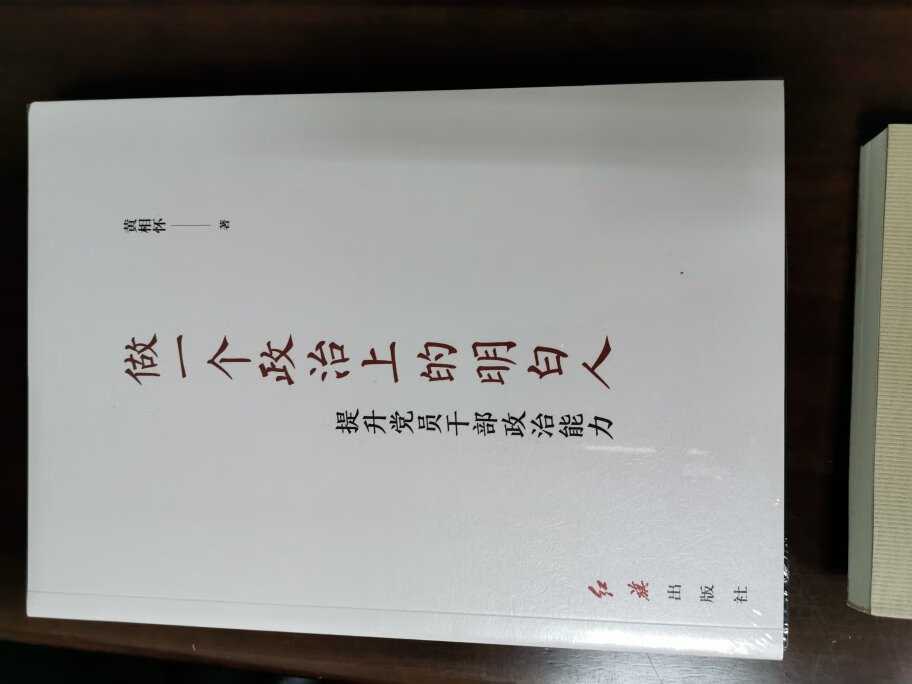 黄相怀 著
做一个政治上的明白人
提升党员干部政治能力
红旗出版社